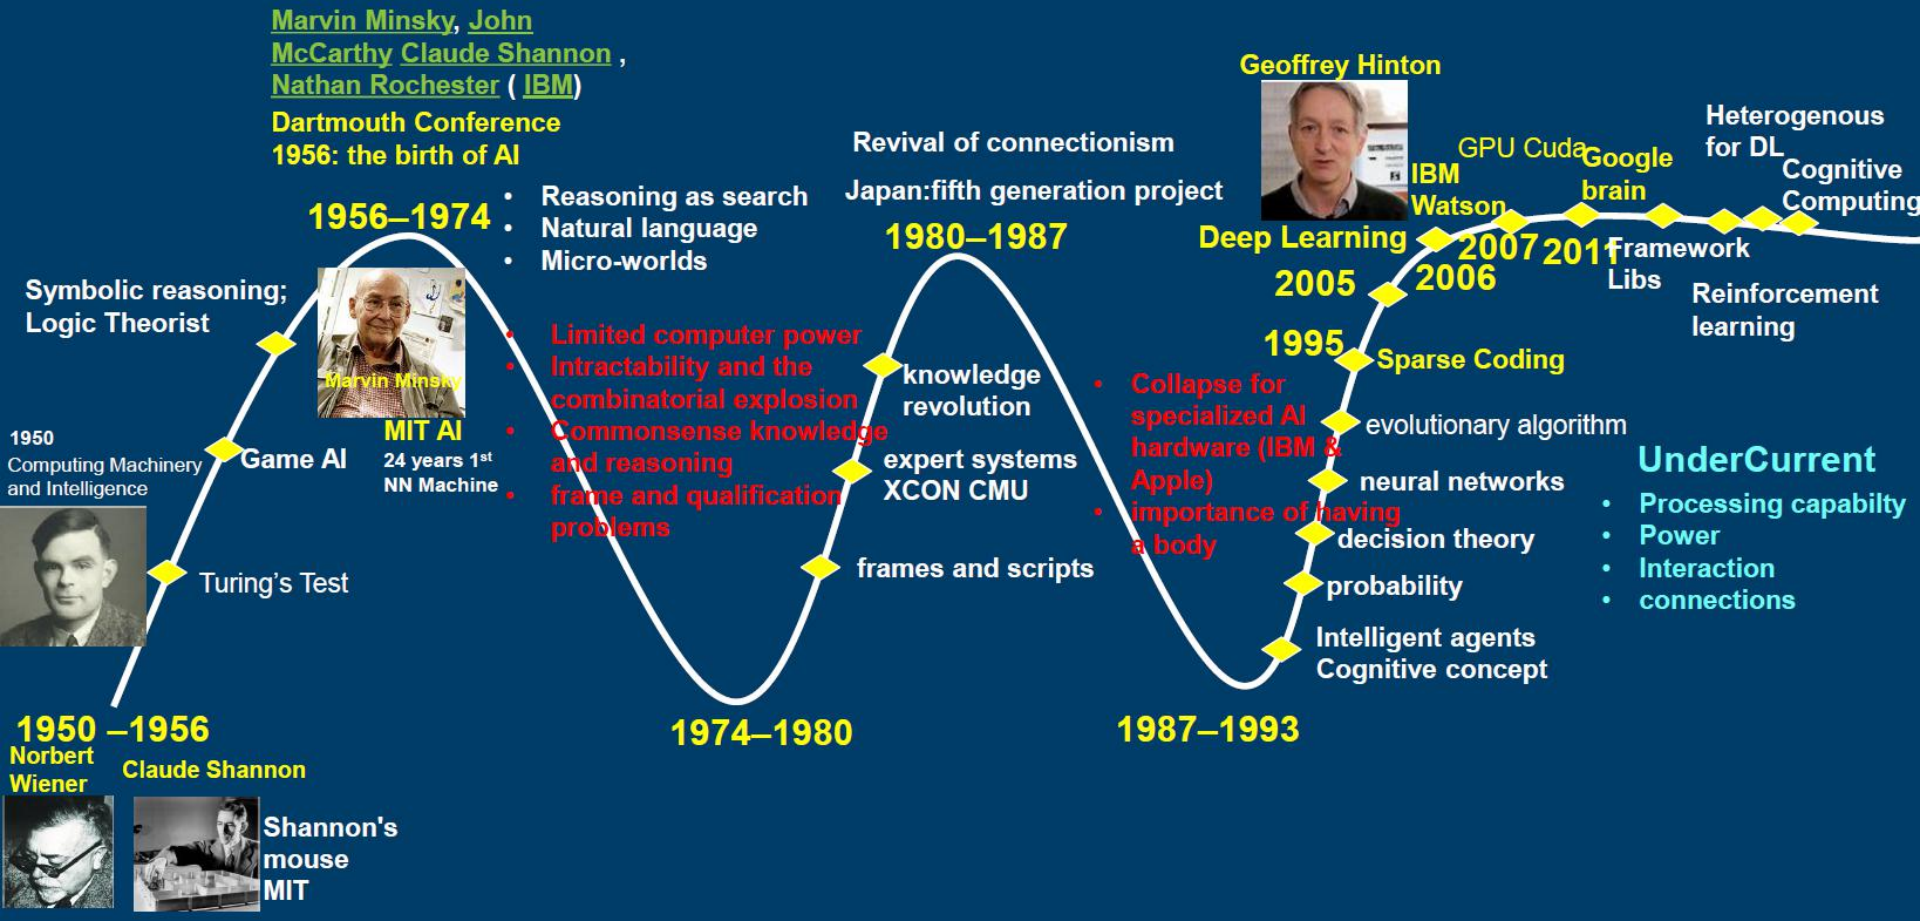 Marvin Minsky, John
McCarthy Claude Shannon ,
Nathan Rochester ( IBM)
Dartmouth Conference
1956: the birth of AI
1956–1974
• Reasoning as search
• Natural language
• Micro-worlds
Symbolic reasoning;
Logic Theorist
Marvin Minsky
MIT AI
24 years 1st
NN Machine
1950
Computing Machinery
and Intelligence
Game AI
Turing's Test
1950 –1956
Norbert
Wiener
Claude Shannon
Shannon's
mouse
MIT
• Limited computer power
• Intractability and the
combinatorial explosion
• Commonsense knowledge
and reasoning
• frame and qualification
problems
1974–1980
Revival of connectionism
Japan:fifth generation project
1980–1987
knowledge
revolution
expert systems
XCON CMU
frames and scripts
• Collapse for
specialized AI
hardware (IBM &
Apple)
• importance of having
a body
1987–1993
Geoffrey Hinton
Deep Learning
IBM
Watson
GPU Cuda
Google
brain
Heterogenous
for DL
Cognitive
Computing
2007
2011
2006
2005
1995
Framework
Libs
Reinforcement
learning
Sparse Coding
evolutionary algorithm
neural networks
decision theory
probability
Intelligent agents
Cognitive concept
UnderCurrent
• Processing capabilty
• Power
• Interaction
• connections